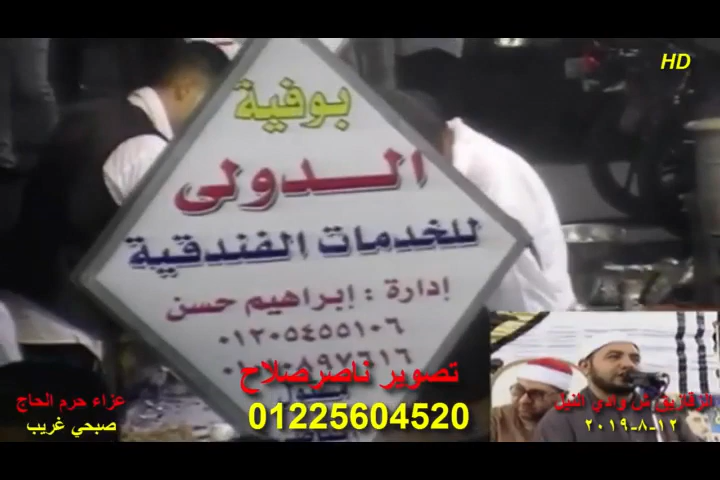 HD
بوفية
الدولى
للخدمات الفندقية
إدارة : إبراهيم حسن
٠١٢٠٥٤٥٥١٠٦
تصوير ناصرصلاح
01225604520
عزاء حرم الحاج
صبحي غريب
الزقازيق ش وادي النيل
١٢-٨-٢٠١٩